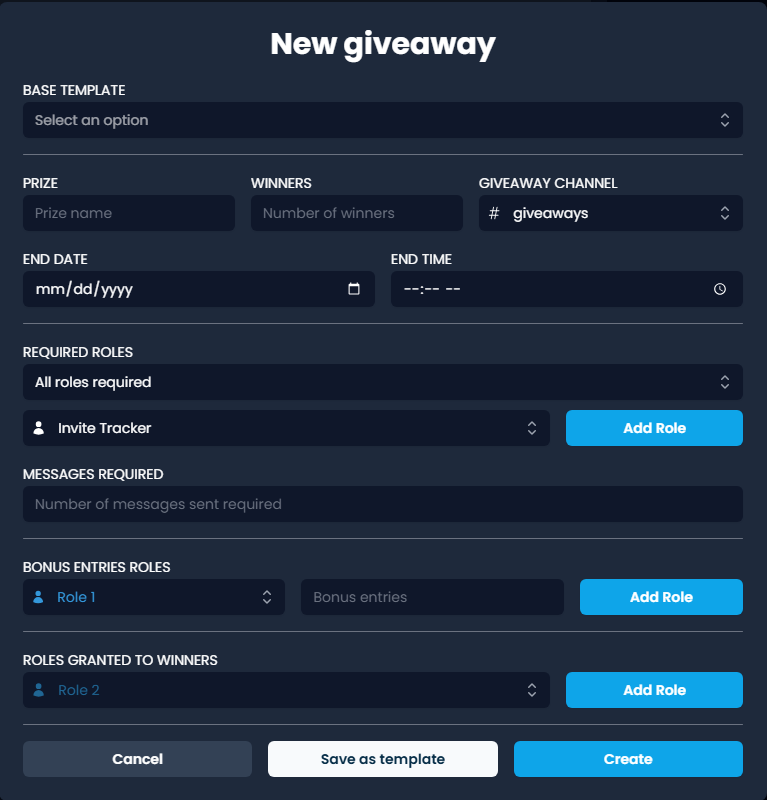 New giveaway
BASE TEMPLATE
Select an option
PRIZE WINNERS GIVEAWAY CHANNEL
Prize name Number of winners # giveaways
END DATE END TIME
mm/dd/yyyy --:-- --
REQUIRED ROLES
All roles required
Invite Tracker Add Role
MESSAGES REQUIRED
Number of messages sent required
BONUS ENTRIES ROLES
Role 1 Bonus entries Add Role
ROLES GRANTED TO WINNERS
Role 2 Add Role
Cancel Save as template Create